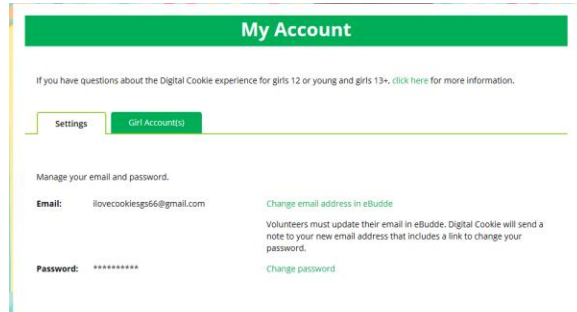 My Account
If you have questions about the Digital Cookie experience for girls 12 or young and girls 13+, click here for more information.
Settings
Girl Account(s)
Manage your email and password.
Email: ilovecookiesgs66@gmail.com
Change email address in eBudde
Volunteers must update their email in eBudde. Digital Cookie will send a
note to your new email address that includes a link to change your
password.
Password: **********
Change password